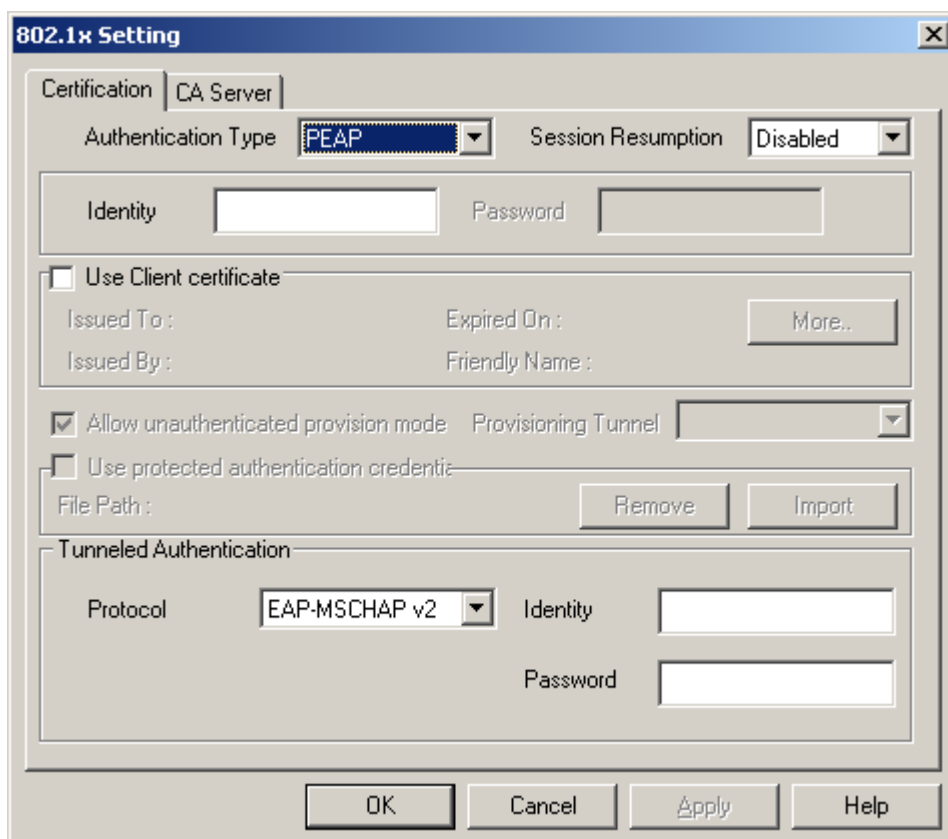 802.1x Setting
Certification CA Server
Authentication Type PEAP Session Resumption Disabled
Identity Password
Use Client certificate
Issued To : Expired On : More..
Issued By : Friendly Name :
Allow unauthenticated provision mode Provisioning Tunnel
Use protected authentication credentia
File Path : Remove Import
Tunneled Authentication
Protocol EAP-MSCHAP v2 Identity
Password
OK Cancel Apply Help